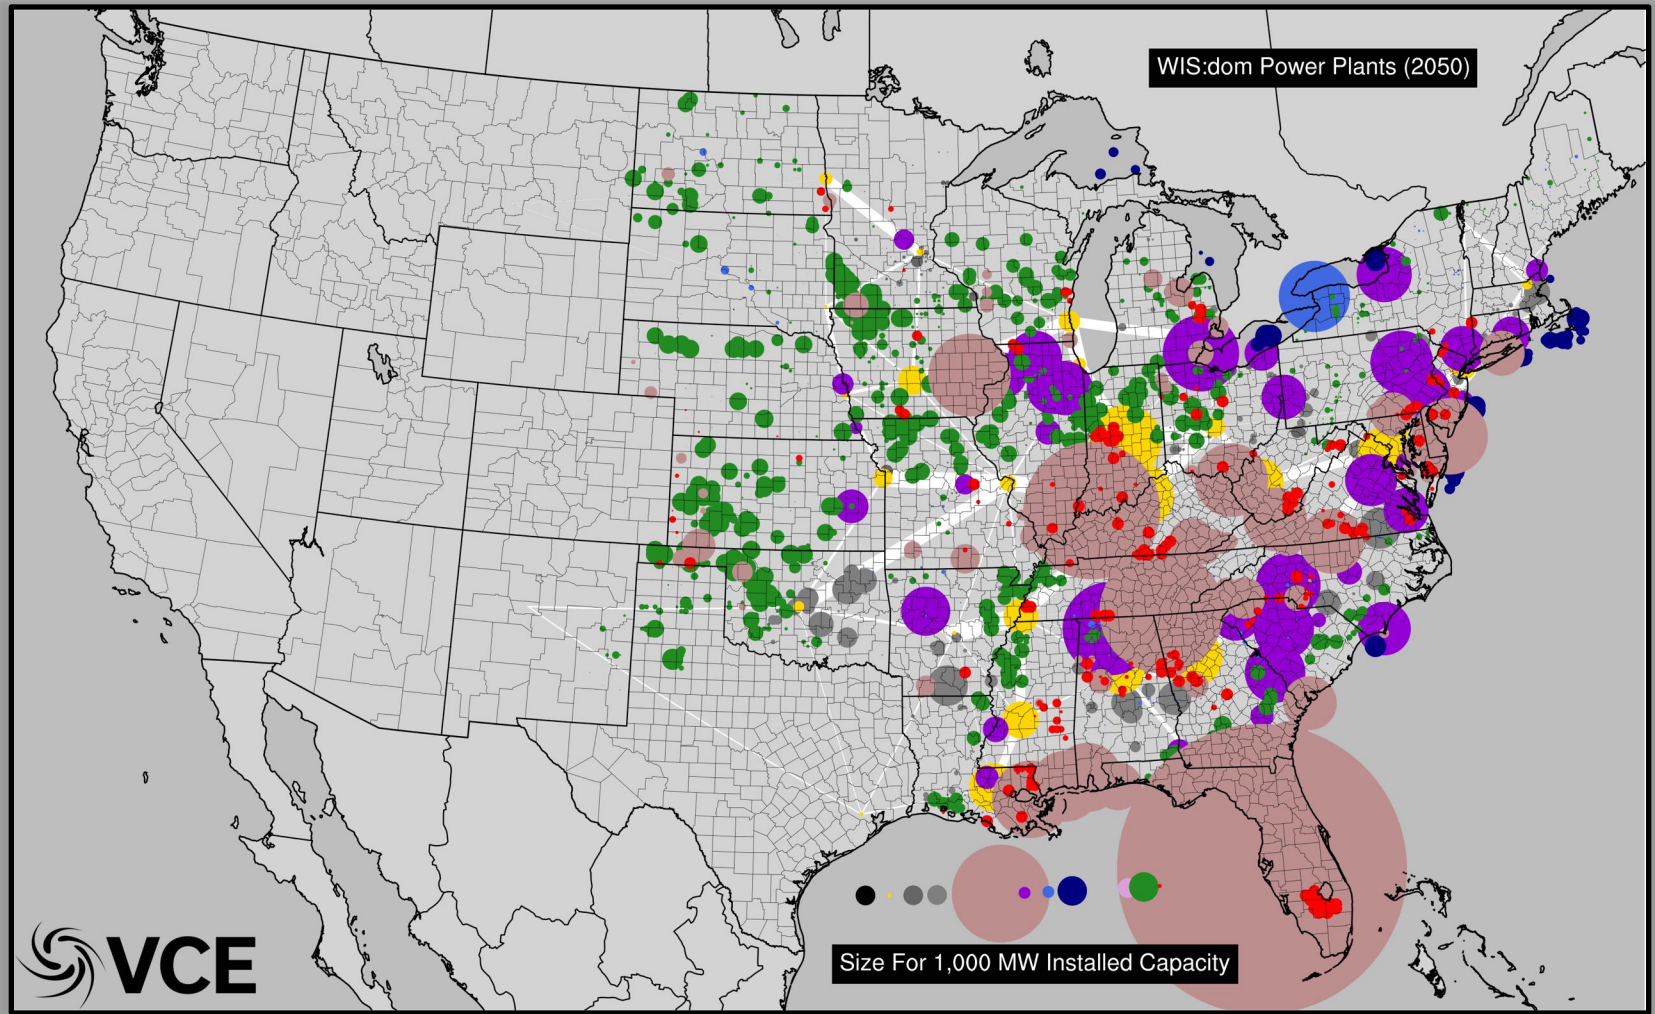 WIS:dom Power Plants (2050)
Size For 1,000 MW Installed Capacity
VCE